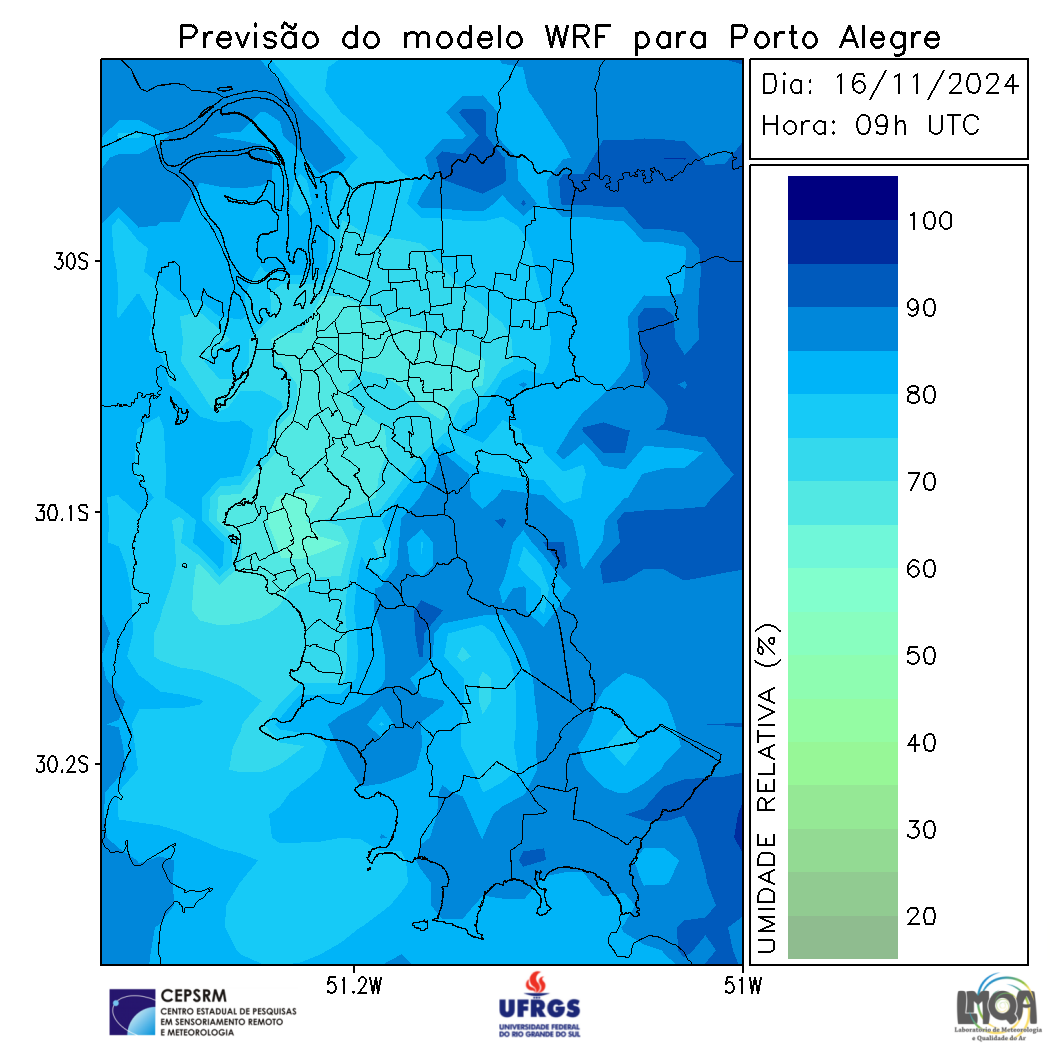 Previsão do modelo WRF para Porto Alegre
Dia: 16/11/2024
Hora: 09h UTC
100
90
80
70
60
50
40
30
20
UMIDADE RELATIVA (%)
30S
30.1S
30.2S
51.2W
51W
CEPSRM
CENTRO ESTADUAL DE PESQUISAS
EM SENSORIAMENTO REMOTO
E METEOROLOGIA
UFRGS
UNIVERSIDADE FEDERAL
DO RIO GRANDE DO SUL
LMQA
Laboratório de Meteorologia
e Qualidade do Ar